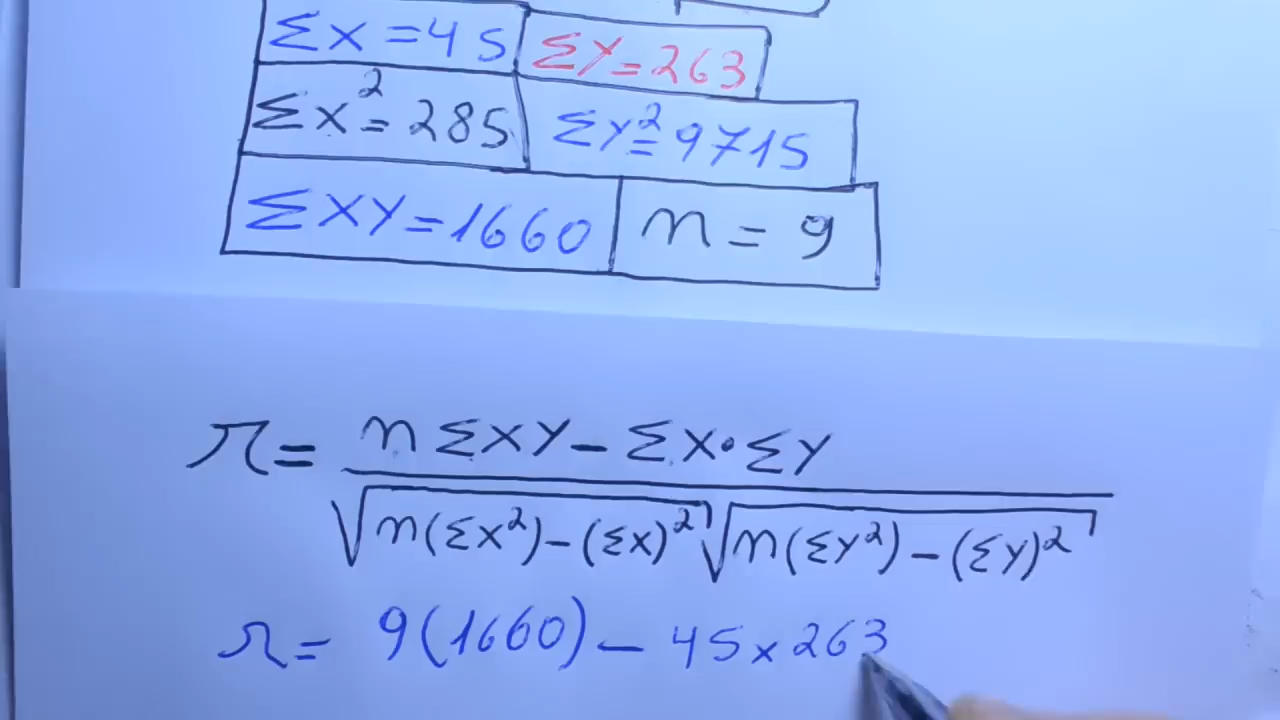 ΣX = 45 ΣY = 263
ΣX² = 285 ΣY² = 9715
ΣXY = 1660 n = 9
r = nΣXY - ΣX·ΣY
√n(ΣX²) - (ΣX)² √n(ΣY²) - (ΣY)²
r = 9(1660) - 45 × 263